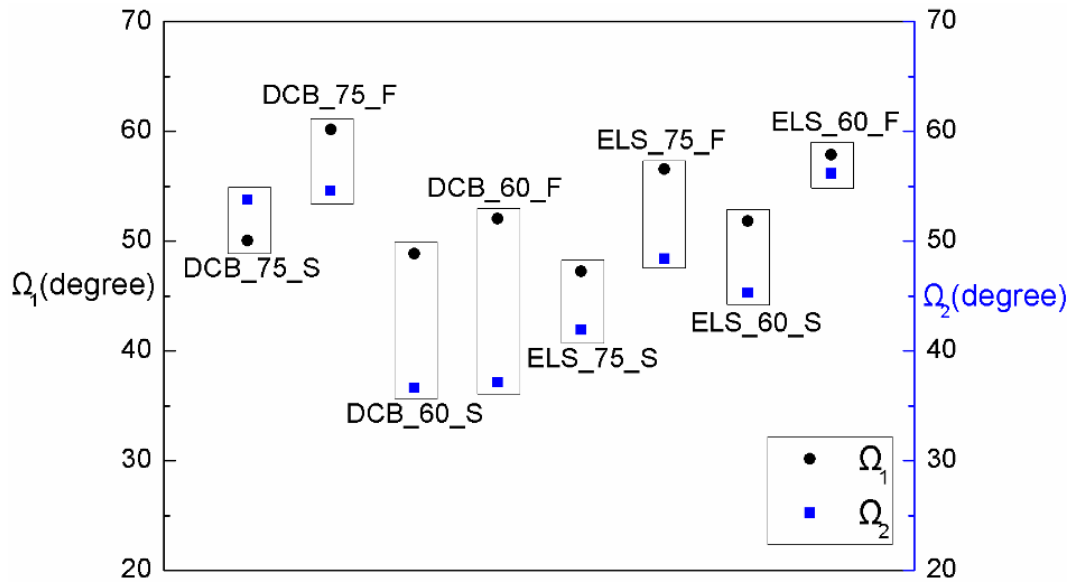 70
60
50
40
30
20
Ω₁(degree)
DCB_75_F
DCB_75_S
DCB_60_F
DCB_60_S
ELS_75_F
ELS_75_S
ELS_60_F
ELS_60_S
Ω₁
Ω₂
70
60
50
40
30
20
Ω₂(degree)